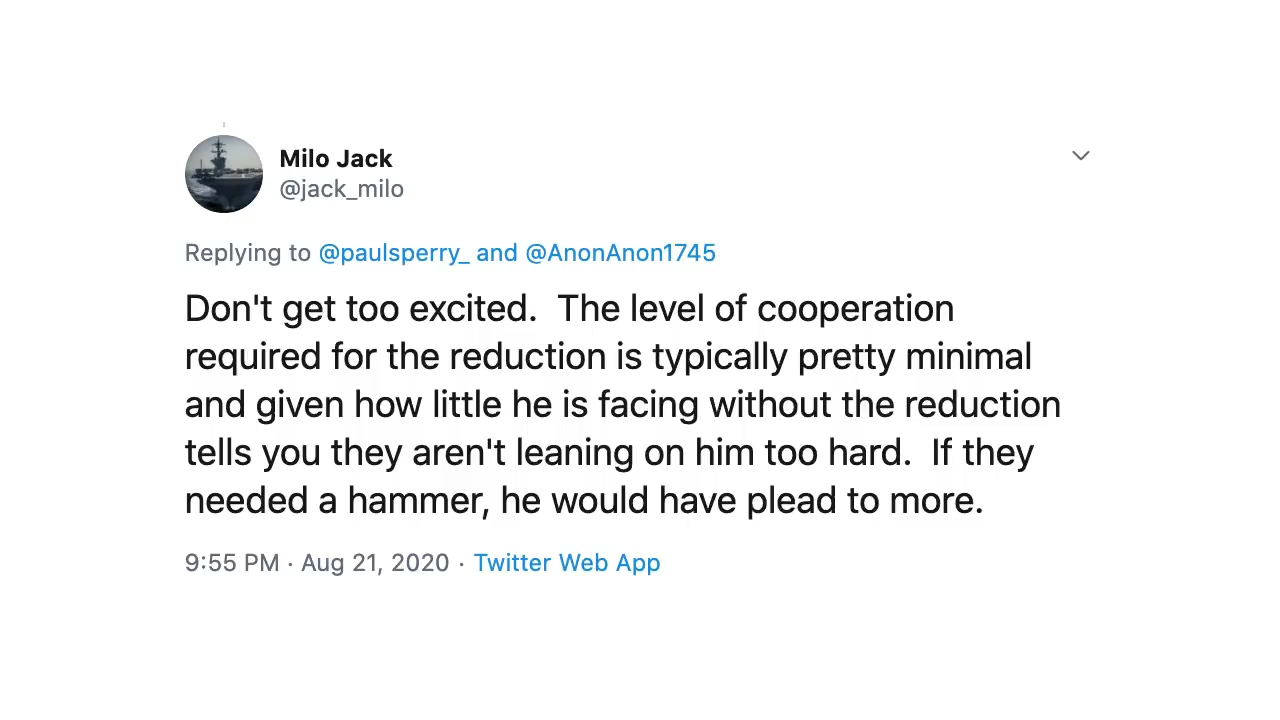 Milo Jack
@jack_milo
Replying to @paulsperry_ and @AnonAnon1745
Don't get too excited.  The level of cooperation
required for the reduction is typically pretty minimal
and given how little he is facing without the reduction
tells you they aren't leaning on him too hard.  If they
needed a hammer, he would have plead to more.
9:55 PM · Aug 21, 2020 · Twitter Web App